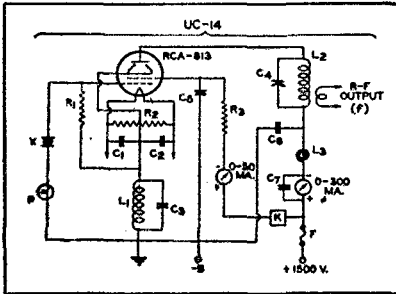 UC-14
RCA-813
L2
C4
R-F
OUTPUT
(f)
R1
C5
R3
R2
C6
C1
C2
L3
X
0-50
MA.
C7
0-300
MA.
P
L1
C3
K
F
-B
+1500 V.